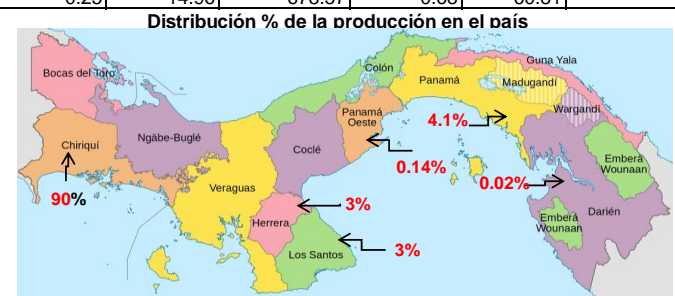 Distribución % de la producción en el país
Bocas del Toro
Colón
Guna Yala
Panamá
Madugandí
Wargandí
Panamá
Oeste
4.1%
Chiriquí
Ngäbe-Buglé
Coclé
0.14%
Emberá
Wounaan
0.02%
90%
Veraguas
3%
Herrera
Darién
Emberá
Wounaan
Los Santos
3%